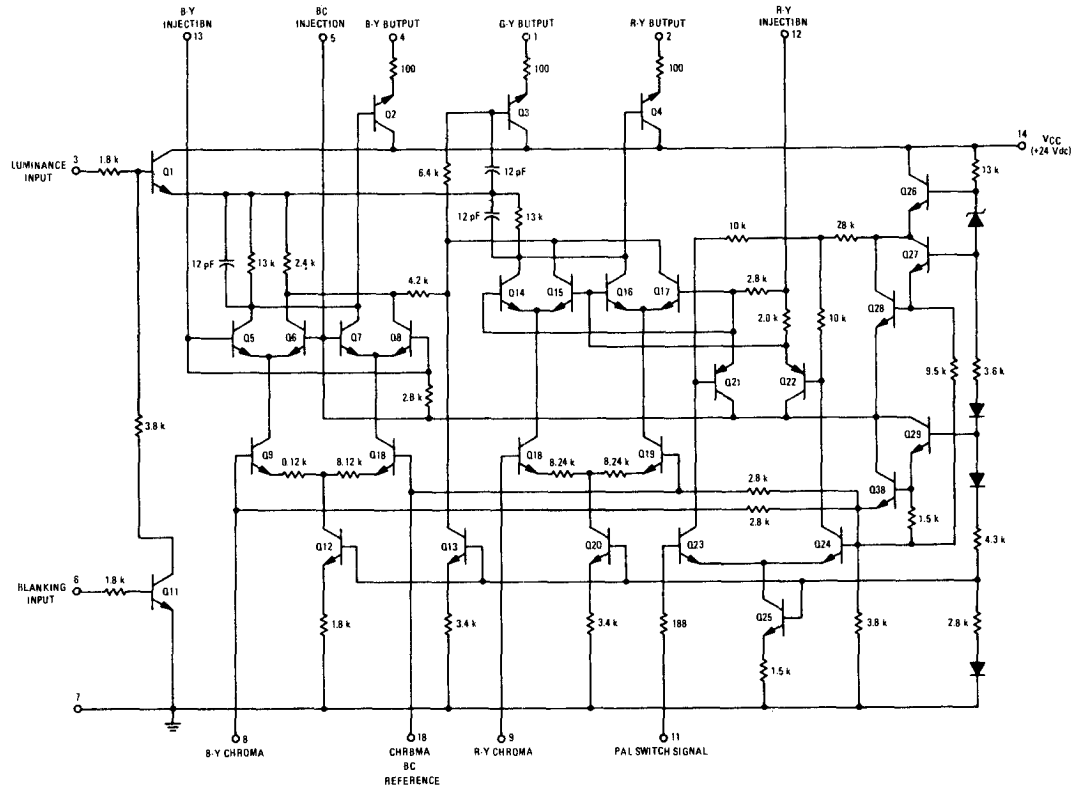 B-Y
INJECTIBN
13
BC
INJECTION
5
B-Y BUTPUT
4
G-Y BUTPUT
1
R-Y BUTPUT
2
R-Y
INJECTIBN
12
100
100
100
Q2
Q3
Q4
14
VCC
(+24 Vdc)
LUMINANCE
INPUT
3
1.8 k
Q1
6.4 k
12 pF
13 k
Q26
12 pF
13 k
10 k
28 k
Q27
12 pF
13 k
2.4 k
4.2 k
Q14
Q15
Q16
Q17
2.8 k
2.0 k
10 k
Q28
Q5
Q6
Q7
Q8
9.5 k
3.6 k
2.8 k
Q21
Q22
3.8 k
Q9
0.12 k
8.12 k
Q18
Q18
8.24 k
8.24 k
Q19
Q29
2.8 k
2.8 k
Q38
1.5 k
4.3 k
Q12
Q13
Q20
Q23
Q24
BLANKING
INPUT
6
1.8 k
Q11
1.8 k
3.4 k
3.4 k
188
Q25
3.8 k
2.8 k
1.5 k
7
8
B-Y CHROMA
18
CHRBMA
BC
REFERENCE
9
R-Y CHROMA
11
PAL SWITCH SIGNAL